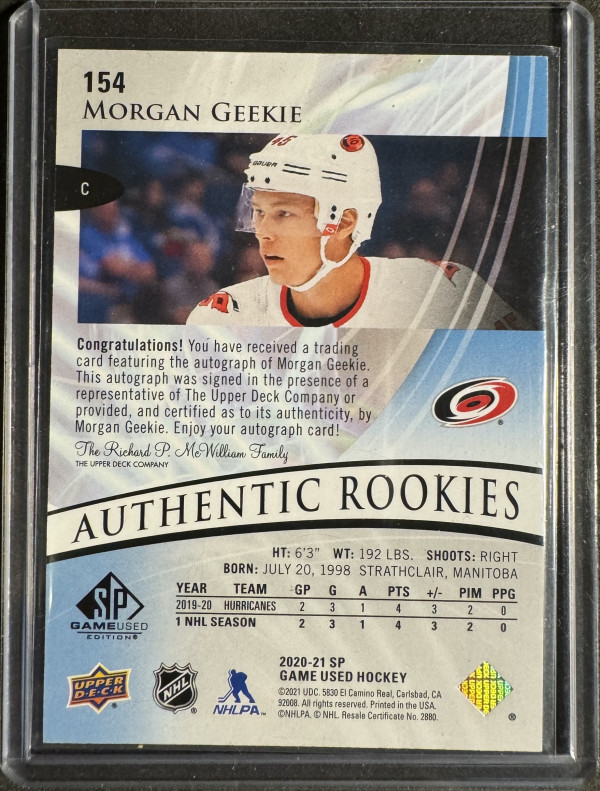 154
MORGAN GEEKIE
45
BAUER
C
Congratulations! You have received a trading
card featuring the autograph of Morgan Geekie.
This autograph was signed in the presence of a
representative of The Upper Deck Company or
provided, and certified as to its authenticity, by
Morgan Geekie. Enjoy your autograph card!
The Richard P. McWilliam Family
THE UPPER DECK COMPANY
AUTHENTIC ROOKIES
HT: 6'3" WT: 192 LBS. SHOOTS: RIGHT
BORN: JULY 20, 1998 STRATHCLAIR, MANITOBA
YEAR TEAM GP G A PTS +/- PIM PPG
2019-20 HURRICANES 2 3 1 4 3 2 0
1 NHL SEASON 2 3 1 4 3 2 0
SP
GAMEUSED
EDITION®
UPPER
D·E·C·K
NHL
NHLPA
2020-21 SP
GAME USED HOCKEY
©2021 UDC. 5830 El Camino Real, Carlsbad, CA
92008. All rights reserved. Printed in the USA.
©NHLPA. © NHL. Resale Certificate No. 2880.